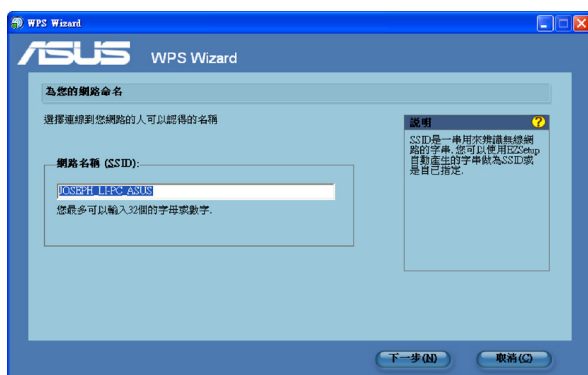 WPS Wizard
ASUS WPS Wizard
為您的網路命名
選擇連線到您網路的人可以認得的名稱
網路名稱 (SSID):
JOSEPH_LI-PC_ASUS
您最多可以輸入32個的字母或數字.
說明
SSID是一串用來辨識無線網
路的字串.您可以使用EZSetup
自動產生的字串做為SSID或
是自己指定.
下一步(N) 取消(C)